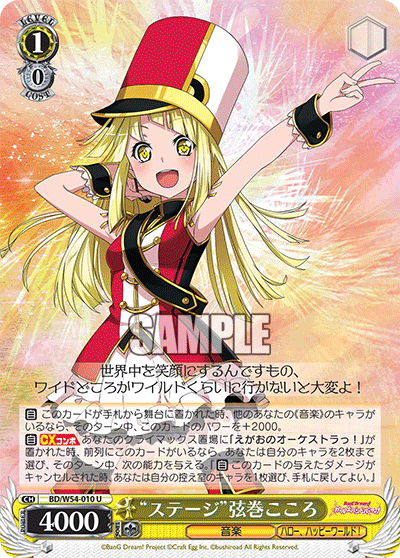 LEVEL
1
0
COST
SAMPLE
世界中を笑顔にするんですもの、
ワイドどころかワイルドくらいに行かないと大変よ！
自 このカードが手札から舞台に置かれた時、他のあなたの《音楽》のキャラが
いるなら、そのターン中、このカードのパワーを＋2000。
自 CXコンボ あなたのクライマックス置場に「えがおのオーケストラっ！」が置か
れた時、前列にこのカードがいるなら、あなたは自分のキャラを2枚まで
選び、そのターン中、次の能力を与える。『自 このカードの与えたダメージが
キャンセルされた時、あなたは自分の控え室のキャラを1枚選び、手札に戻す。』
CH
BD/W54-010 U
4000
“ステージ”弦巻こころ
音楽
ハロー、ハッピーワールド！
©BanG Dream! Project ©Craft Egg Inc. ©bushiroad All Rights Reserved.